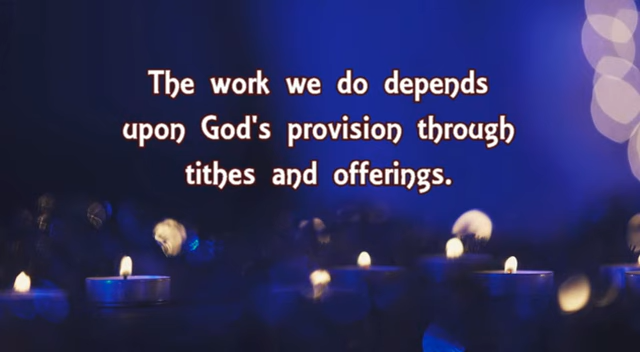 The work we do depends
upon God's provision through
tithes and offerings.